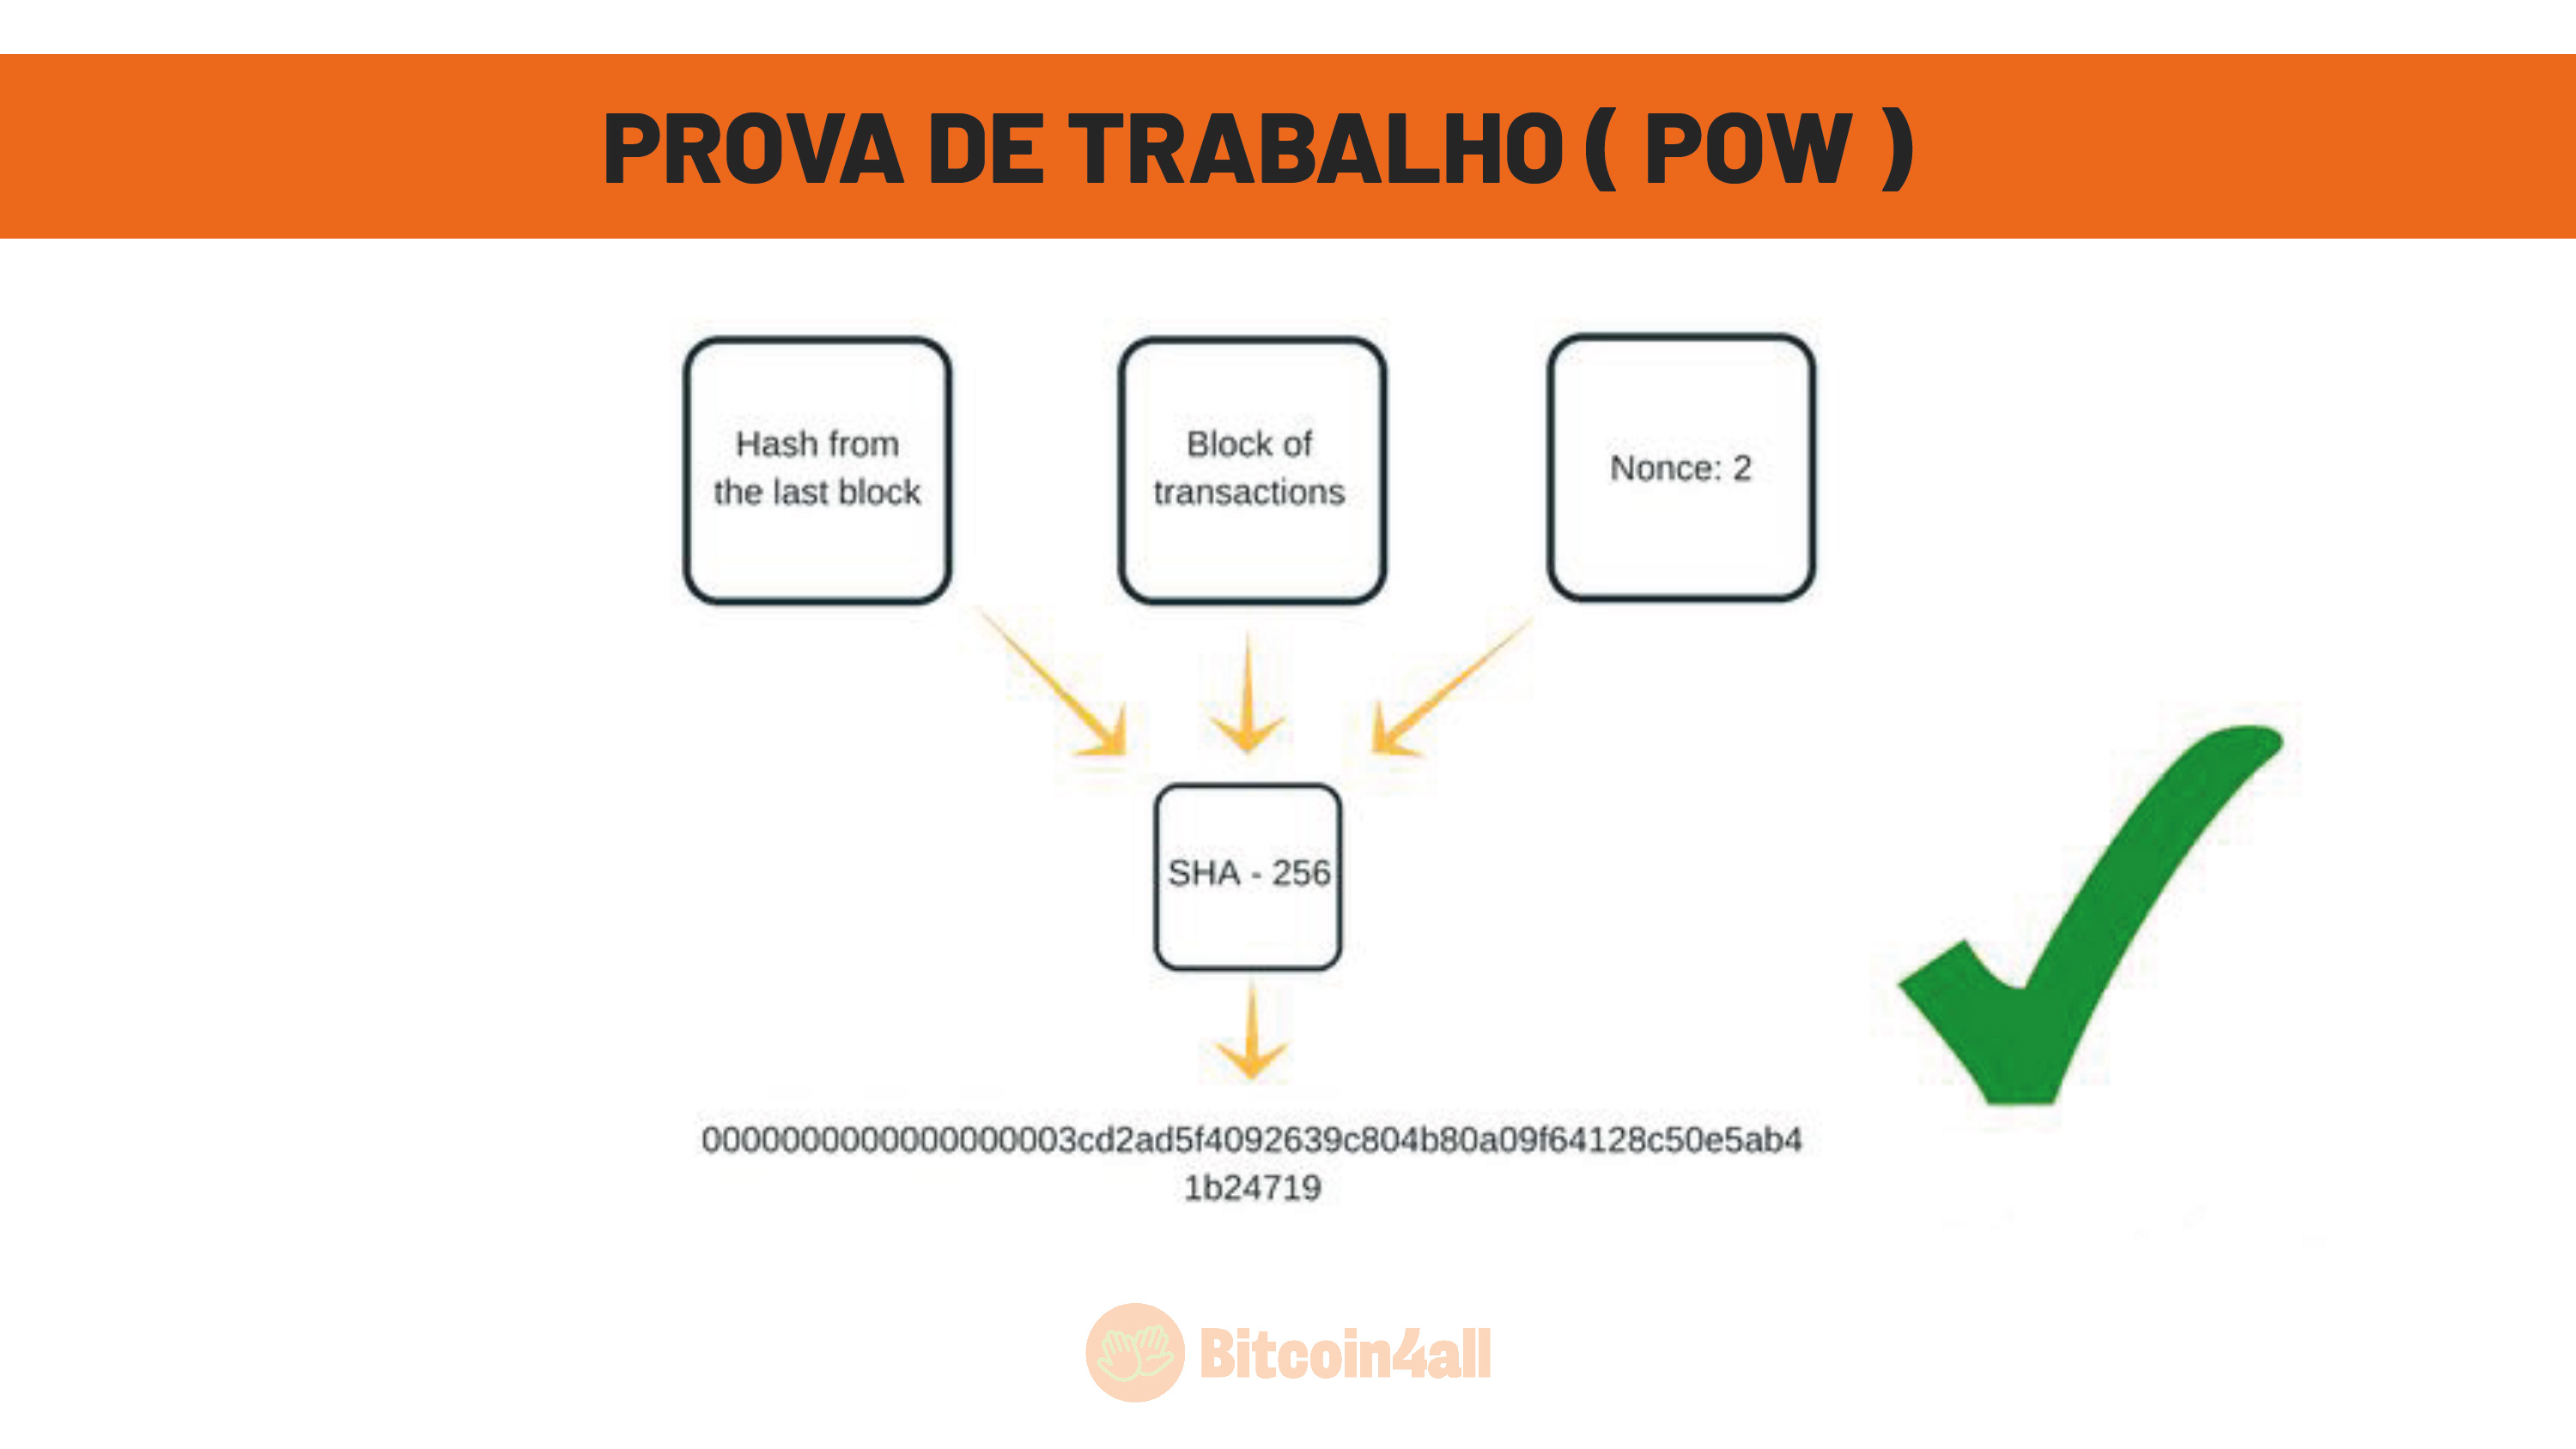 PROVA DE TRABALHO ( POW )
Hash from
the last block
Block of
transactions
Nonce: 2
SHA - 256
0000000000000000003cd2ad5f4092639c804b80a09f64128c50e5ab4
1b24719
Bitcoin4all